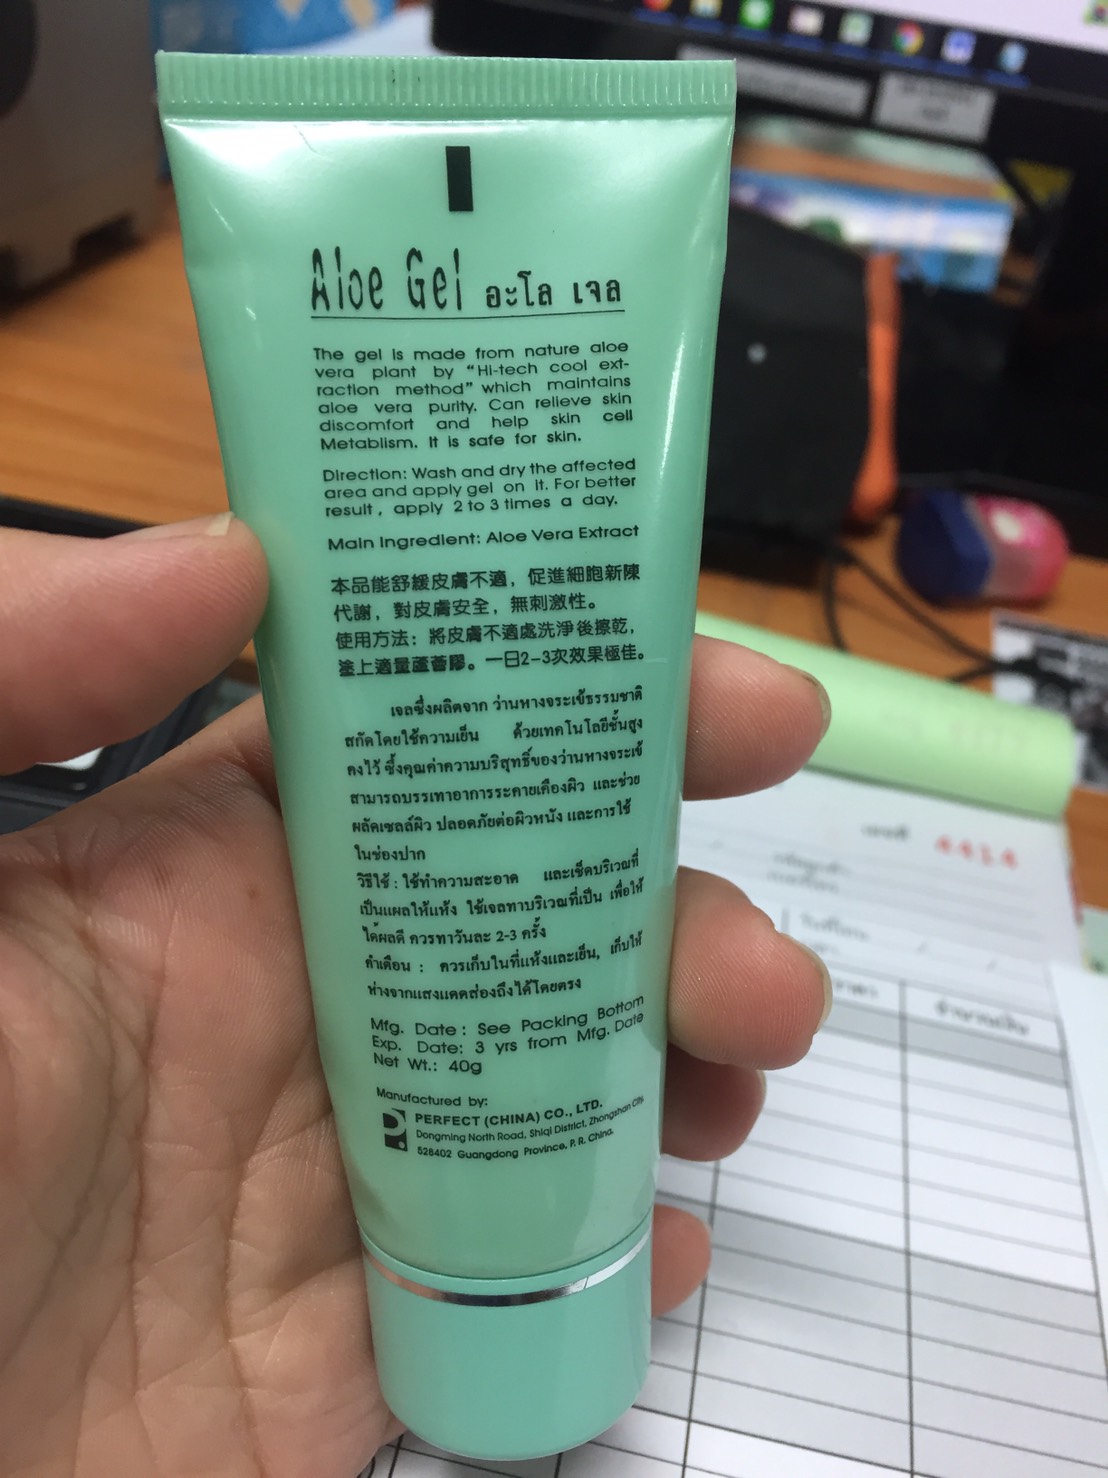 Aloe Gel อะโล เจล
The gel is made from nature aloe
vera plant by "Hi-tech cool ext-
raction method" which maintains
aloe vera purity. Can relieve skin
discomfort and help skin cell
Metablism. It is safe for skin.
Direction: Wash and dry the affected
area and apply gel on it. For better
result, apply 2 to 3 times a day.
Main Ingredient: Aloe Vera Extract
本品能舒緩皮膚不適，促進細胞新陳
代謝，對皮膚安全，無刺激性。
使用方法：將皮膚不適處洗淨後擦乾，
塗上適量蘆薈膠。一日2-3次效果極佳。
เจลซึ่งผลิตจาก ว่านหางจระเข้ธรรมชาติ
สกัดโดยใช้ความเย็น ด้วยเทคโนโลยีชั้นสูง
คงไว้ ซึ้งคุณค่าความบริสุทธิ์ของว่านหางจระเข้
สามารถบรรเทาอาการระคายเคืองผิว และช่วย
ผลัดเซลล์ผิว ปลอดภัยต่อผิวหนัง และการใช้
ในช่องปาก
วิธีใช้ : ใช้ทำความสะอาด และเช็ดบริเวณที่
เป็นแผลให้แห้ง ใช้เจลทาบริเวณที่เป็น เพื่อให้
ได้ผลดี ควรทาวันละ 2-3 ครั้ง
คำเตือน : ควรเก็บในที่แห้งและเย็น, เก็บให้
ห่างจากแสงแดดส่องถึงได้โดยตรง
Mfg. Date : See Packing Bottom
Exp. Date: 3 yrs from Mfg. Date
Net Wt.: 40g
Manufactured by:
PERFECT (CHINA) CO., LTD.
Dongming North Road, Shiqi District, Zhongshan City,
528402 Guangdong Province, P. R. China.
เลขที่ 4414
ราคา จำนวนเงิน